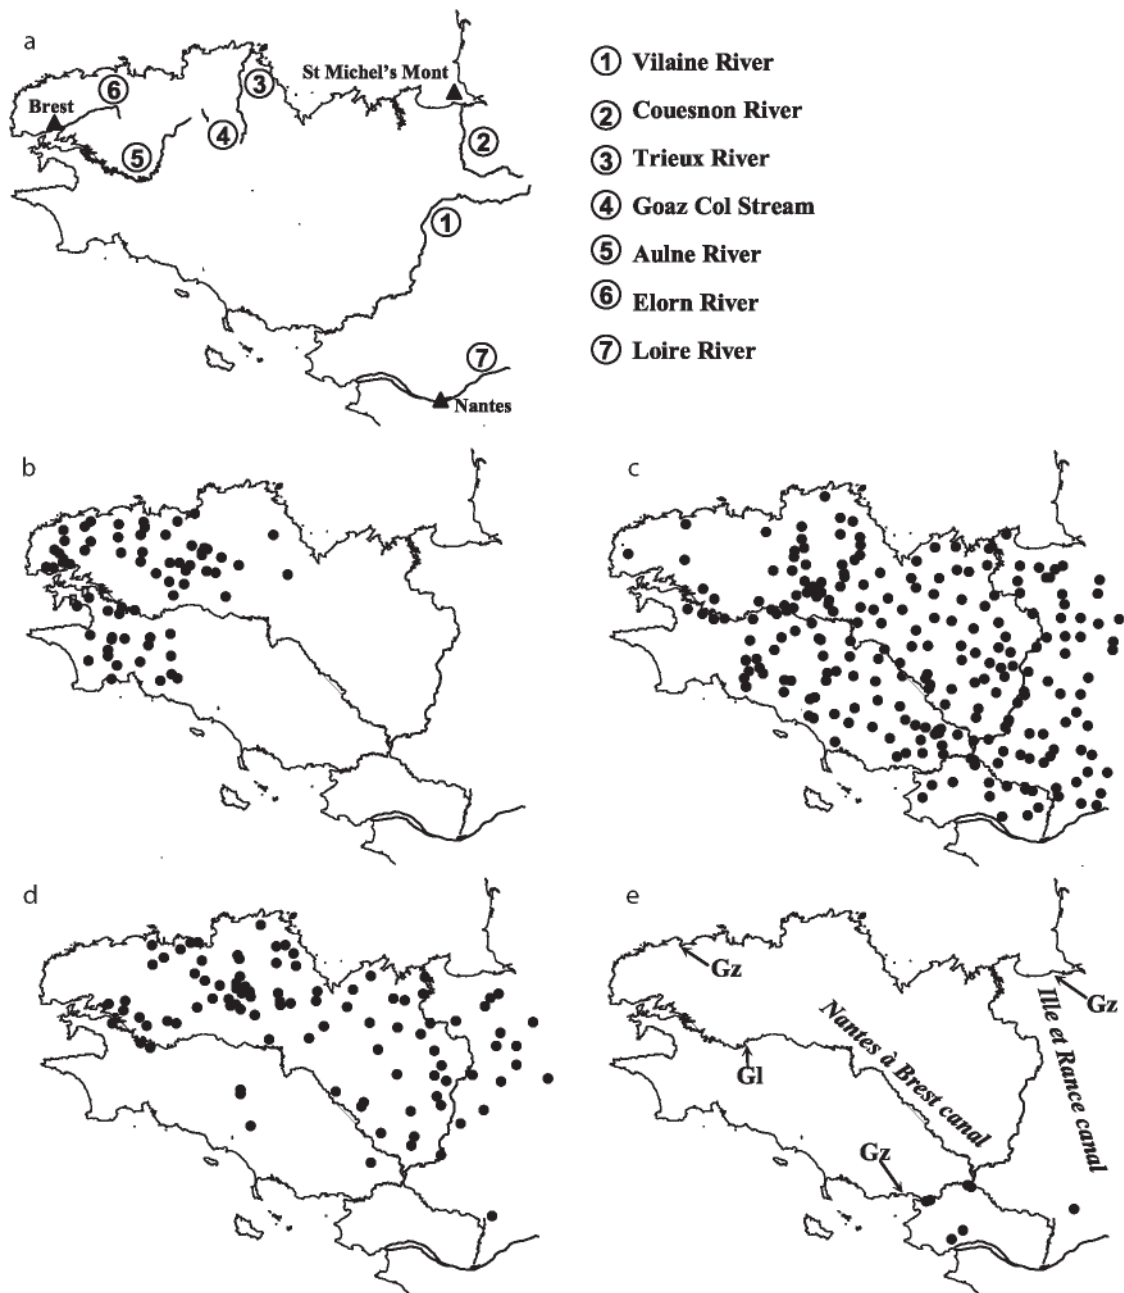 a
St Michel's Mont
Brest
6
3
5
4
2
1
7
Nantes
1 Vilaine River
2 Couesnon River
3 Trieux River
4 Goaz Col Stream
5 Aulne River
6 Elorn River
7 Loire River
b
c
d
e
Gz
Gz
Gl
Gz
Nantes à Brest canal
Ille et Rance canal